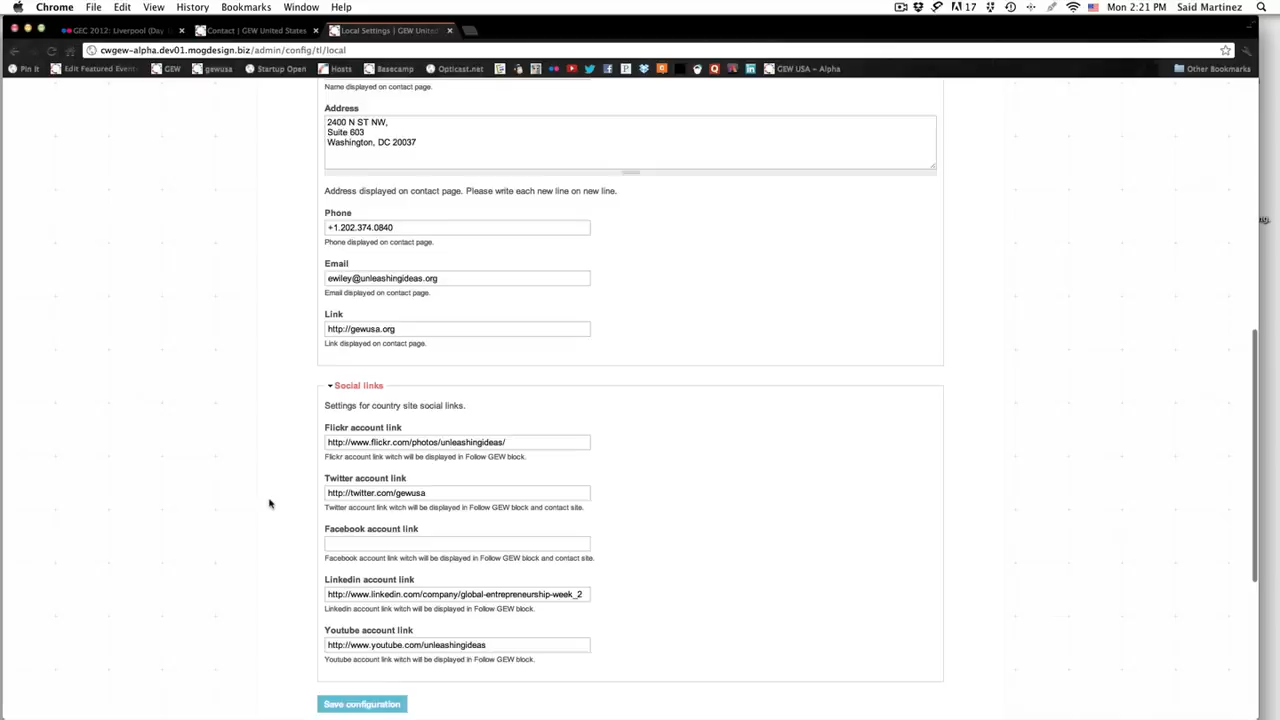 Chrome File Edit View History Bookmarks Window Help 17 Mon 2:21 PM Said Martinez
GEC 2012: Liverpool (Day Contact | GEW United States Local Settings | GEW Unit
cwgew-alpha.dev01.mogdesign.biz/admin/config/tl/local
Pin it Edit Featured Event GEW gewusa Startup Open Hosts Basecamp Opticast.net GEW USA – Alpha Other Bookmarks
Name displayed on contact page.
Address
2400 N ST NW,
Suite 603
Washington, DC 20037
Address displayed on contact page. Please write each new line on new line.
Phone
+1.202.374.0840
Phone displayed on contact page.
Email
ewiley@unleashingideas.org
Email displayed on contact page.
Link
http://gewusa.org
Link displayed on contact page.
Social links
Settings for country site social links.
Flickr account link
http://www.flickr.com/photos/unleashingideas/
Flickr account link witch will be displayed in Follow GEW block.
Twitter account link
http://twitter.com/gewusa
Twitter account link witch will be displayed in Follow GEW block and contact site.
Facebook account link
Facebook account link witch will be displayed in Follow GEW block and contact site.
Linkedin account link
http://www.linkedin.com/company/global-entrepreneurship-week_2
Linkedin account link witch will be displayed in Follow GEW block.
Youtube account link
http://www.youtube.com/unleashingideas
Youtube account link witch will be displayed in Follow GEW block.
Save configuration